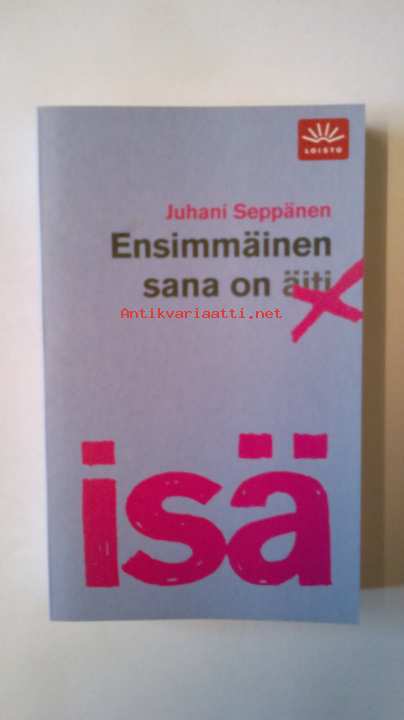 LOISTO
Juhani Seppänen
Ensimmäinen
sana on äiti
Antikvariaatti.net
isä